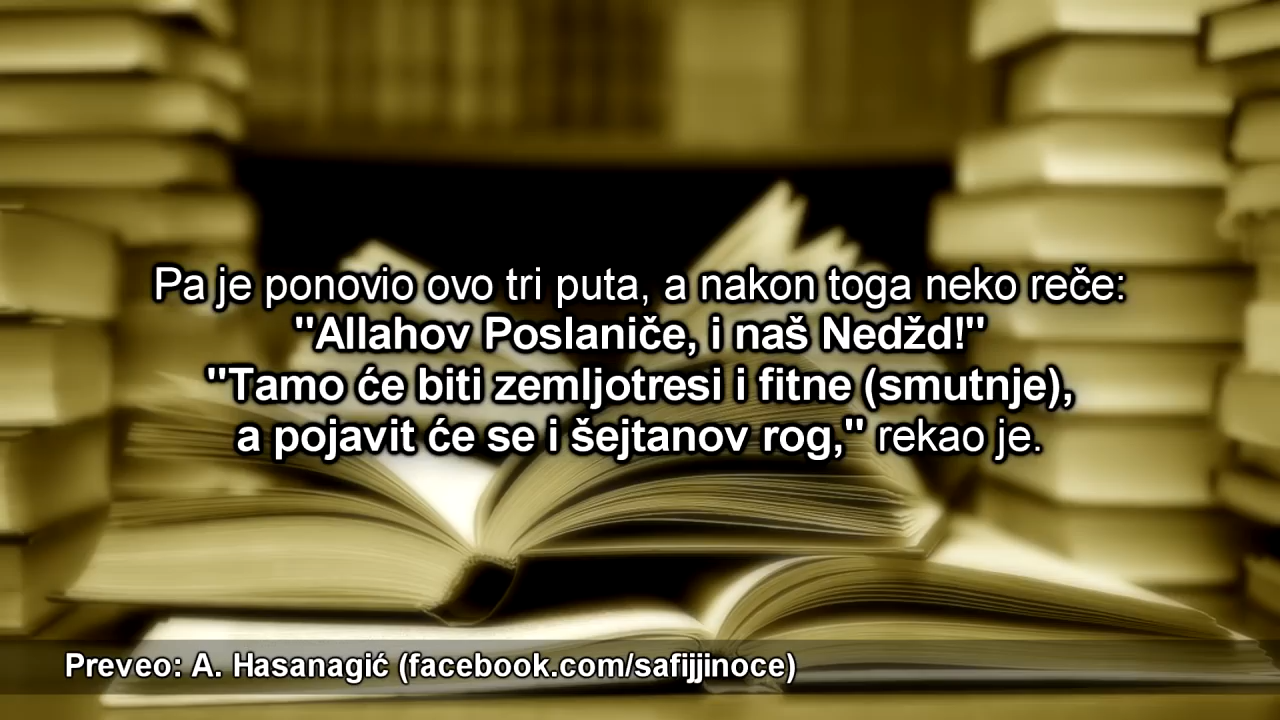 Pa je ponovio ovo tri puta, a nakon toga neko reče:
"Allahov Poslaniče, i naš Nedžd!"
"Tamo će biti zemljotresi i fitne (smutnje),
a pojavit će se i šejtanov rog," rekao je.
Preveo: A. Hasanagić (facebook.com/safijjinoce)